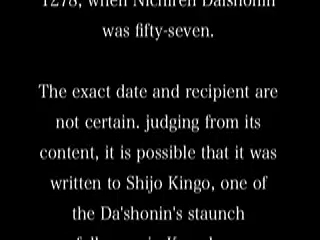 1278, when Nichiren Daishonin
was fifty-seven.
The exact date and recipient are
not certain. judging from its
content, it is possible that it was
written to Shijo Kingo, one of
the Da'shonin's staunch